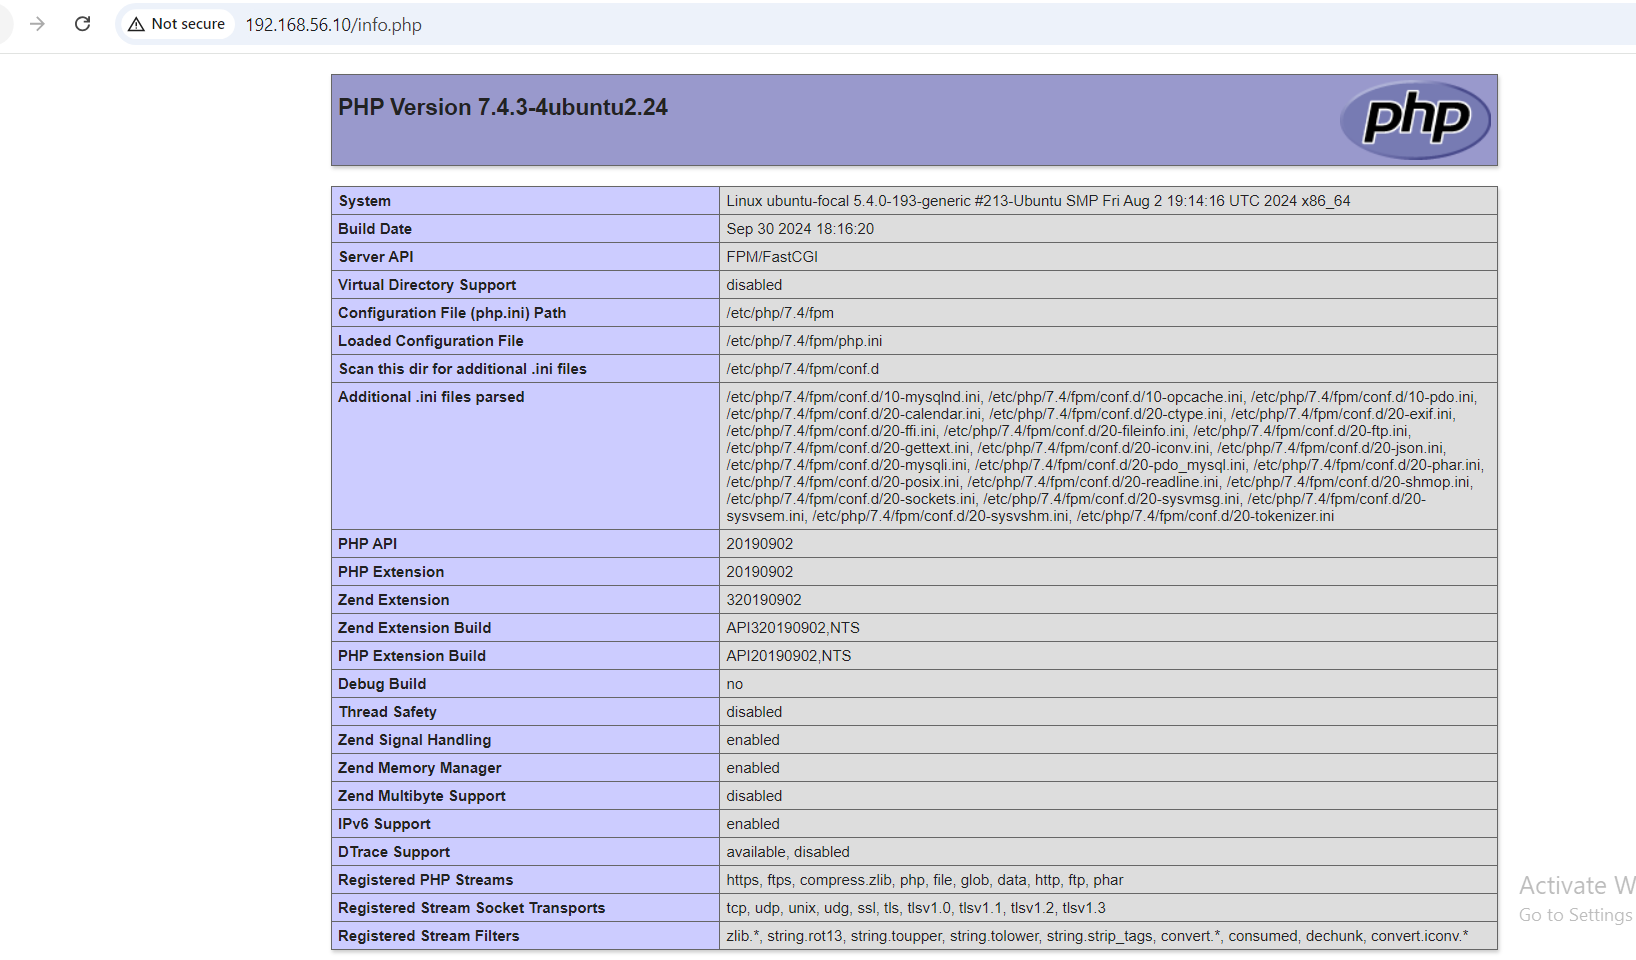 Not secure 192.168.56.10/info.php
PHP Version 7.4.3-4ubuntu2.24
php
System Linux ubuntu-focal 5.4.0-193-generic #213-Ubuntu SMP Fri Aug 2 19:14:16 UTC 2024 x86_64
Build Date Sep 30 2024 18:16:20
Server API FPM/FastCGI
Virtual Directory Support disabled
Configuration File (php.ini) Path /etc/php/7.4/fpm
Loaded Configuration File /etc/php/7.4/fpm/php.ini
Scan this dir for additional .ini files /etc/php/7.4/fpm/conf.d
Additional .ini files parsed /etc/php/7.4/fpm/conf.d/10-mysqlnd.ini, /etc/php/7.4/fpm/conf.d/10-opcache.ini, /etc/php/7.4/fpm/conf.d/10-pdo.ini,
/etc/php/7.4/fpm/conf.d/20-calendar.ini, /etc/php/7.4/fpm/conf.d/20-ctype.ini, /etc/php/7.4/fpm/conf.d/20-exif.ini,
/etc/php/7.4/fpm/conf.d/20-ffi.ini, /etc/php/7.4/fpm/conf.d/20-fileinfo.ini, /etc/php/7.4/fpm/conf.d/20-ftp.ini,
/etc/php/7.4/fpm/conf.d/20-gettext.ini, /etc/php/7.4/fpm/conf.d/20-iconv.ini, /etc/php/7.4/fpm/conf.d/20-json.ini,
/etc/php/7.4/fpm/conf.d/20-mysqli.ini, /etc/php/7.4/fpm/conf.d/20-pdo_mysql.ini, /etc/php/7.4/fpm/conf.d/20-phar.ini,
/etc/php/7.4/fpm/conf.d/20-posix.ini, /etc/php/7.4/fpm/conf.d/20-readline.ini, /etc/php/7.4/fpm/conf.d/20-shmop.ini,
/etc/php/7.4/fpm/conf.d/20-sockets.ini, /etc/php/7.4/fpm/conf.d/20-sysvmsg.ini, /etc/php/7.4/fpm/conf.d/20-
sysvsem.ini, /etc/php/7.4/fpm/conf.d/20-sysvshm.ini, /etc/php/7.4/fpm/conf.d/20-tokenizer.ini
PHP API 20190902
PHP Extension 20190902
Zend Extension 320190902
Zend Extension Build API320190902,NTS
PHP Extension Build API20190902,NTS
Debug Build no
Thread Safety disabled
Zend Signal Handling enabled
Zend Memory Manager enabled
Zend Multibyte Support disabled
IPv6 Support enabled
DTrace Support available, disabled
Registered PHP Streams https, ftps, compress.zlib, php, file, glob, data, http, ftp, phar
Registered Stream Socket Transports tcp, udp, unix, udg, ssl, tls, tlsv1.0, tlsv1.1, tlsv1.2, tlsv1.3
Registered Stream Filters zlib.*, string.rot13, string.toupper, string.tolower, string.strip_tags, convert.*, consumed, dechunk, convert.iconv.*
Activate W
Go to Settings